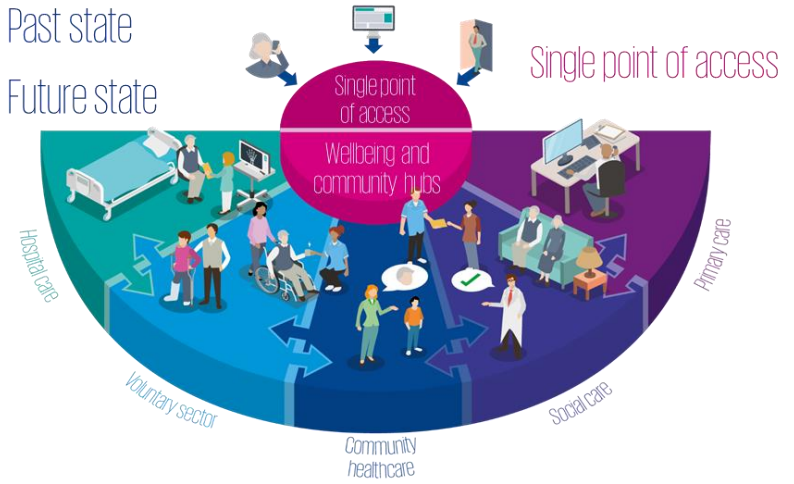 Past state
Future state
Single point of access
Single point
of access
Wellbeing and
community hubs
Hospital care
Voluntary sector
Community
healthcare
Social care
Primary care